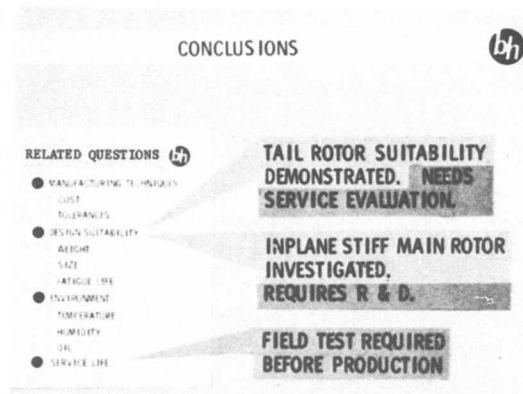 CONCLUSIONS
bh
RELATED QUESTIONS bh
MANUFACTURING TECHNIQUES
COST
TOLERANCES
DESIGN SUITABILITY
WEIGHT
SIZE
FATIGUE LIFE
ENVIRONMENT
TEMPERATURE
HUMIDITY
OIL
SERVICE LIFE
TAIL ROTOR SUITABILITY
DEMONSTRATED. NEEDS
SERVICE EVALUATION.
INPLANE STIFF MAIN ROTOR
INVESTIGATED.
REQUIRES R & D.
FIELD TEST REQUIRED
BEFORE PRODUCTION